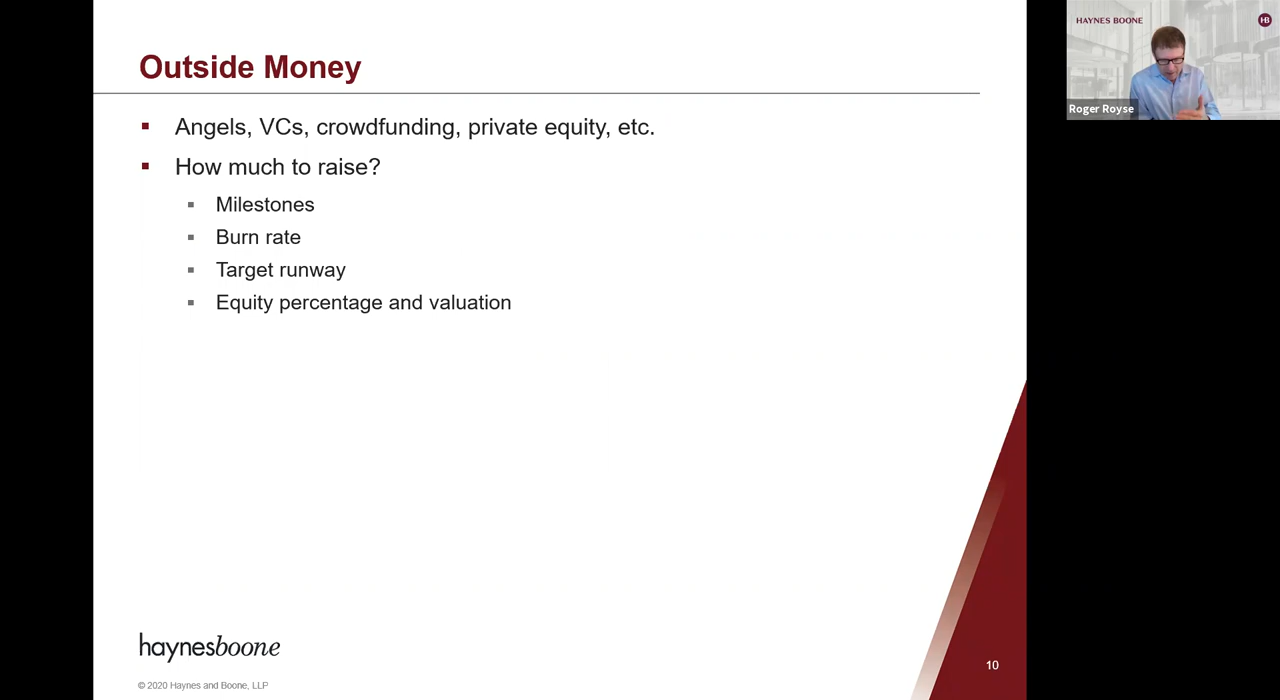 Outside Money
▪ Angels, VCs, crowdfunding, private equity, etc.
▪ How much to raise?
▪ Milestones
▪ Burn rate
▪ Target runway
▪ Equity percentage and valuation
haynesboone
© 2020 Haynes and Boone, LLP
10
HAYNES BOONE
HB
Roger Royse